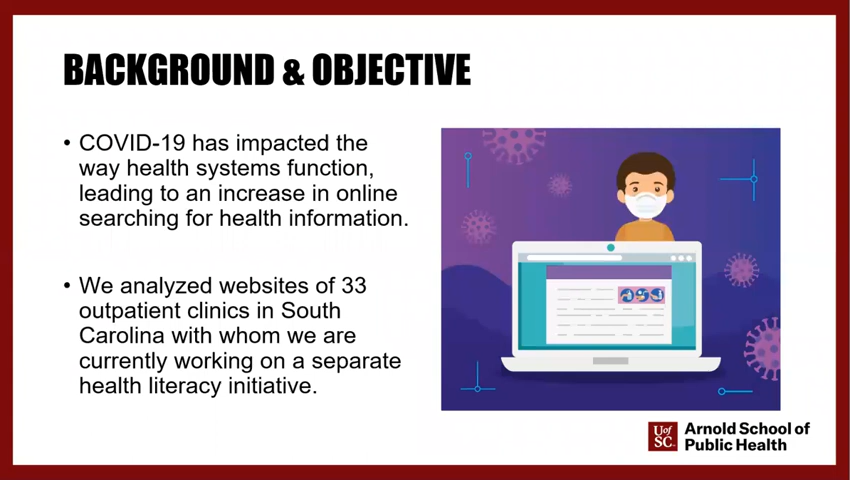 BACKGROUND & OBJECTIVE
• COVID-19 has impacted the
way health systems function,
leading to an increase in online
searching for health information.
• We analyzed websites of 33
outpatient clinics in South
Carolina with whom we are
currently working on a separate
health literacy initiative.
U of SC
Arnold School of
Public Health